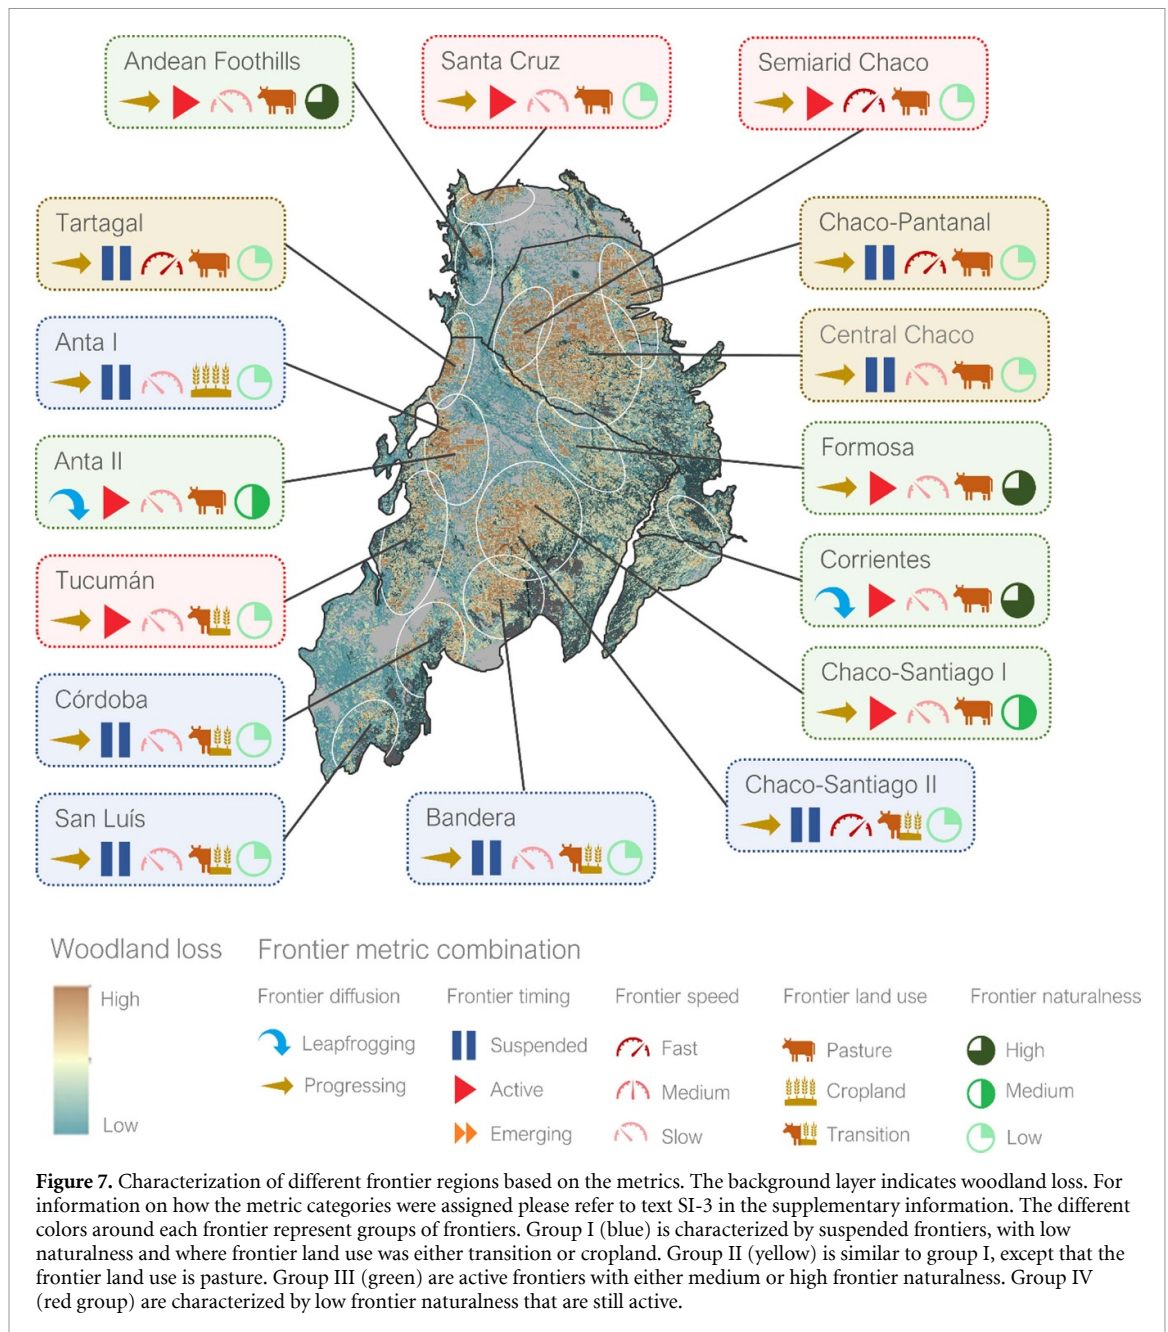 Andean Foothills
Santa Cruz
Semiarid Chaco
Tartagal
Chaco-Pantanal
Anta I
Central Chaco
Anta II
Formosa
Tucumán
Corrientes
Córdoba
Chaco-Santiago I
San Luís
Bandera
Chaco-Santiago II
Woodland loss
High
Low
Frontier metric combination
Frontier diffusion
Leapfrogging
Progressing
Frontier timing
Suspended
Active
Emerging
Frontier speed
Fast
Medium
Slow
Frontier land use
Pasture
Cropland
Transition
Frontier naturalness
High
Medium
Low
Figure 7. Characterization of different frontier regions based on the metrics. The background layer indicates woodland loss. For
information on how the metric categories were assigned please refer to text SI-3 in the supplementary information. The different
colors around each frontier represent groups of frontiers. Group I (blue) is characterized by suspended frontiers, with low
naturalness and where frontier land use was either transition or cropland. Group II (yellow) is similar to group I, except that the
frontier land use is pasture. Group III (green) are active frontiers with either medium or high frontier naturalness. Group IV
(red group) are characterized by low frontier naturalness that are still active.